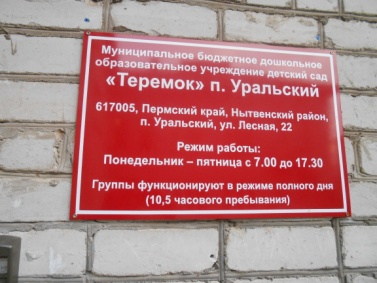 Муниципальное бюджетное дошкольное
образовательное учреждение детский сад
«Теремок» п. Уральский
617005, Пермский край, Нытвенский район,
п. Уральский, ул. Лесная, 22
Режим работы:
Понедельник – пятница с 7.00 до 17.30
Группы функционируют в режиме полного дня
(10,5 часового пребывания)